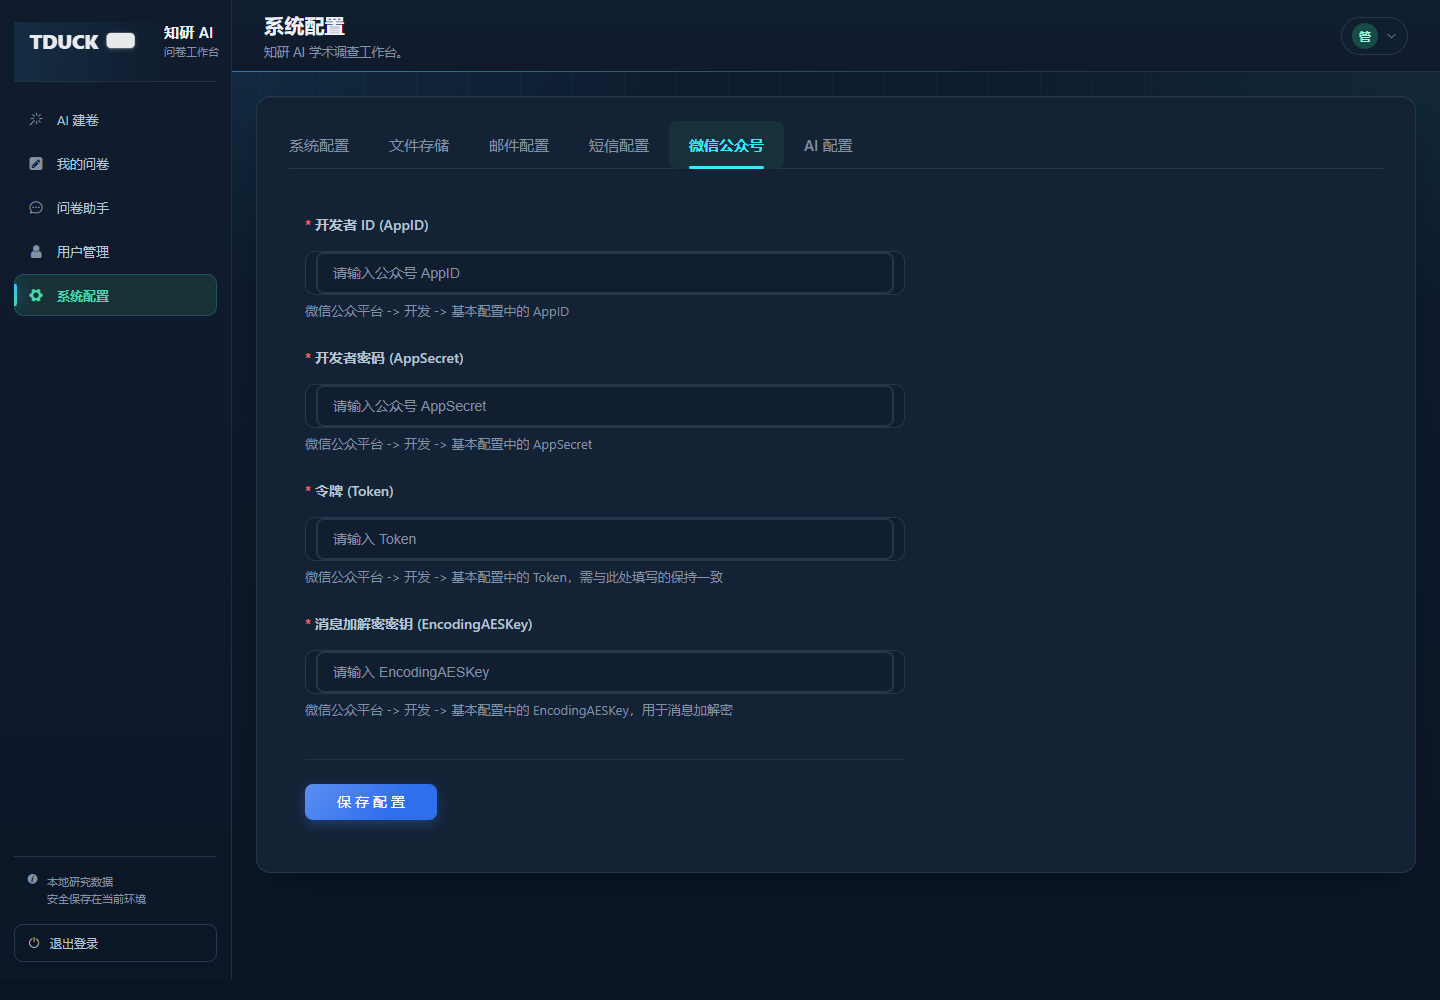 TDUCK
知研 AI
问卷工作台
AI 建卷
我的问卷
问卷助手
用户管理
系统配置
本地研究数据
安全保存在当前环境
退出登录
系统配置
知研 AI 学术调查工作台。
管
系统配置
文件存储
邮件配置
短信配置
微信公众号
AI 配置
* 开发者 ID (AppID)
请输入公众号 AppID
微信公众平台 -> 开发 -> 基本配置中的 AppID
* 开发者密码 (AppSecret)
请输入公众号 AppSecret
微信公众平台 -> 开发 -> 基本配置中的 AppSecret
* 令牌 (Token)
请输入 Token
微信公众平台 -> 开发 -> 基本配置中的 Token，需与此处填写的保持一致
* 消息加解密密钥 (EncodingAESKey)
请输入 EncodingAESKey
微信公众平台 -> 开发 -> 基本配置中的 EncodingAESKey，用于消息加解密
保存配置